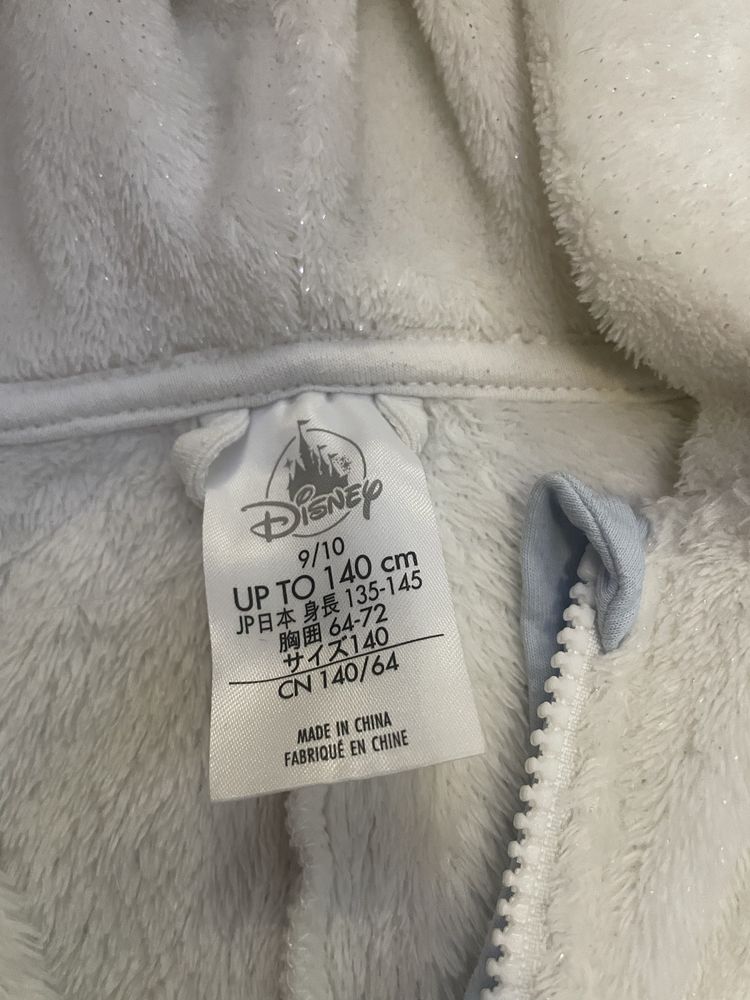 DISNEY
9/10
UP TO 140 cm
JP日本 身長 135-145
胸囲 64-72
サイズ140
CN 140/64
MADE IN CHINA
FABRIQUÉ EN CHINE